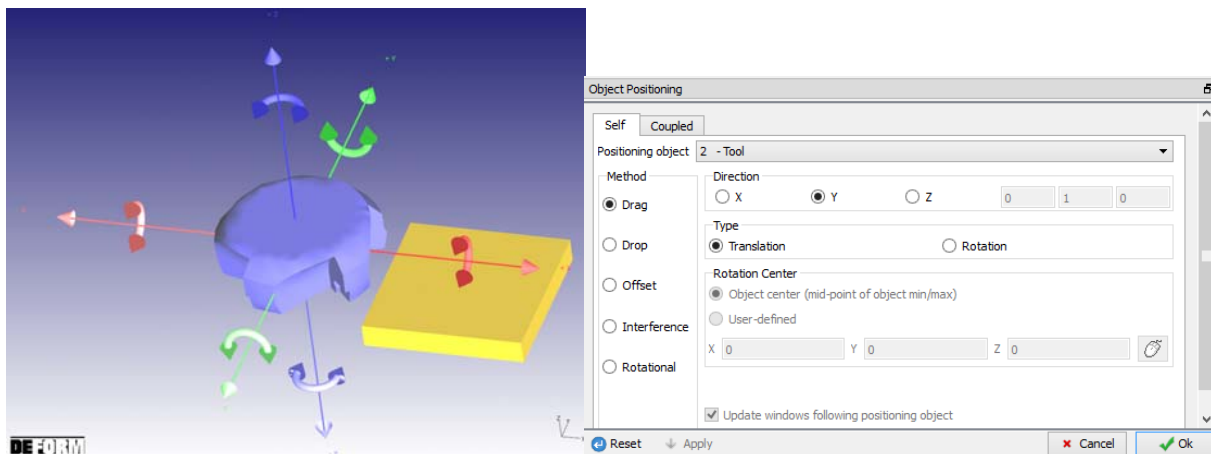 DEFORM
Object Positioning
Self Coupled
Positioning object 2 - Tool
Method
Drag
Drop
Offset
Interference
Rotational
Direction
X Y Z 0 1 0
Type
Translation Rotation
Rotation Center
Object center (mid-point of object min/max)
User-defined
X 0 Y 0 Z 0
Update windows following positioning object
Reset Apply Cancel Ok